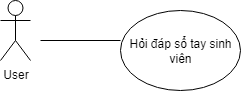 Hỏi đáp sổ tay sinh
viên
User